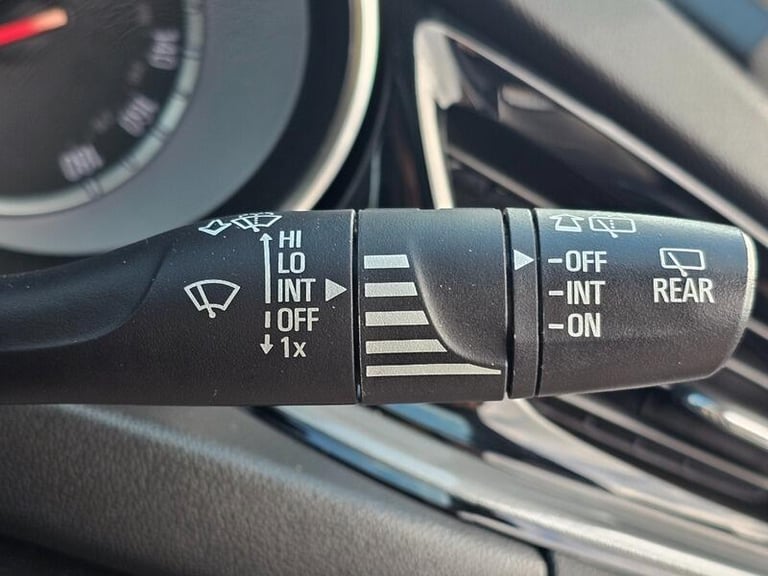 HI
LO
INT
OFF
1x
-OFF
-INT
-ON
REAR